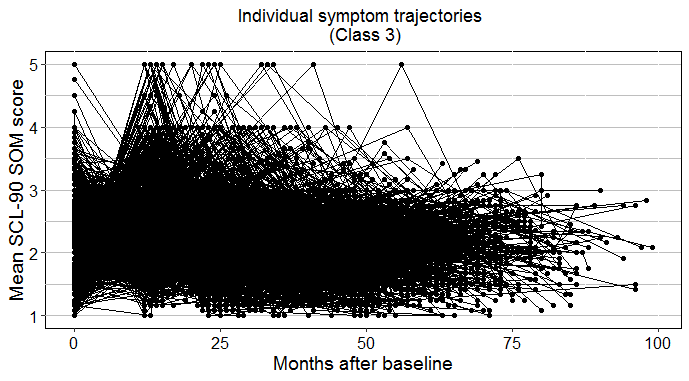 Individual symptom trajectories
(Class 3)
Mean SCL-90 SOM score
5
4
3
2
1
0
25
50
75
100
Months after baseline